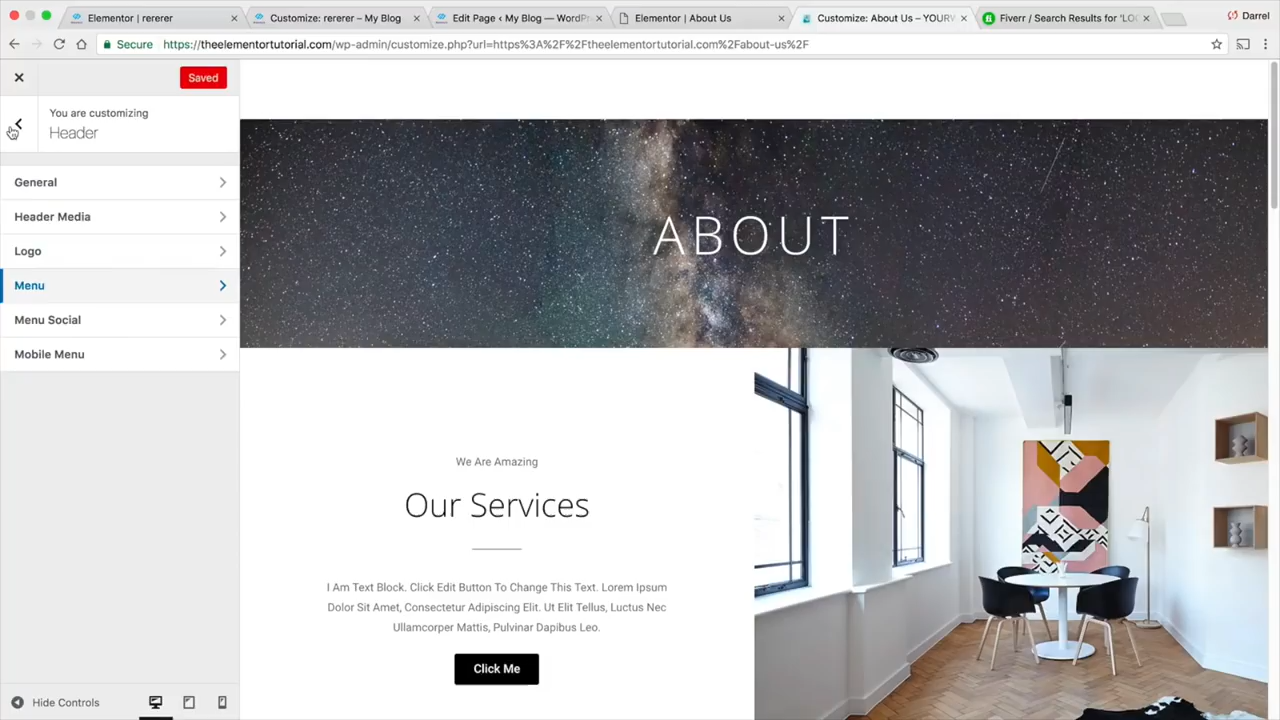 Elementor | rererer
Customize: rererer – My Blog
Edit Page ‹ My Blog — WordPr
Elementor | About Us
Customize: About Us – YOURV
Fiverr / Search Results for 'LO
Darrel
Secure
https://theelementortutorial.com/wp-admin/customize.php?url=https%3A%2F%2Ftheelementortutorial.com%2Fabout-us%2F
Saved
You are customizing
Header
General
Header Media
Logo
Menu
Menu Social
Mobile Menu
Hide Controls
ABOUT
We Are Amazing
Our Services
I Am Text Block. Click Edit Button To Change This Text. Lorem Ipsum
Dolor Sit Amet, Consectetur Adipiscing Elit. Ut Elit Tellus, Luctus Nec
Ullamcorper Mattis, Pulvinar Dapibus Leo.
Click Me